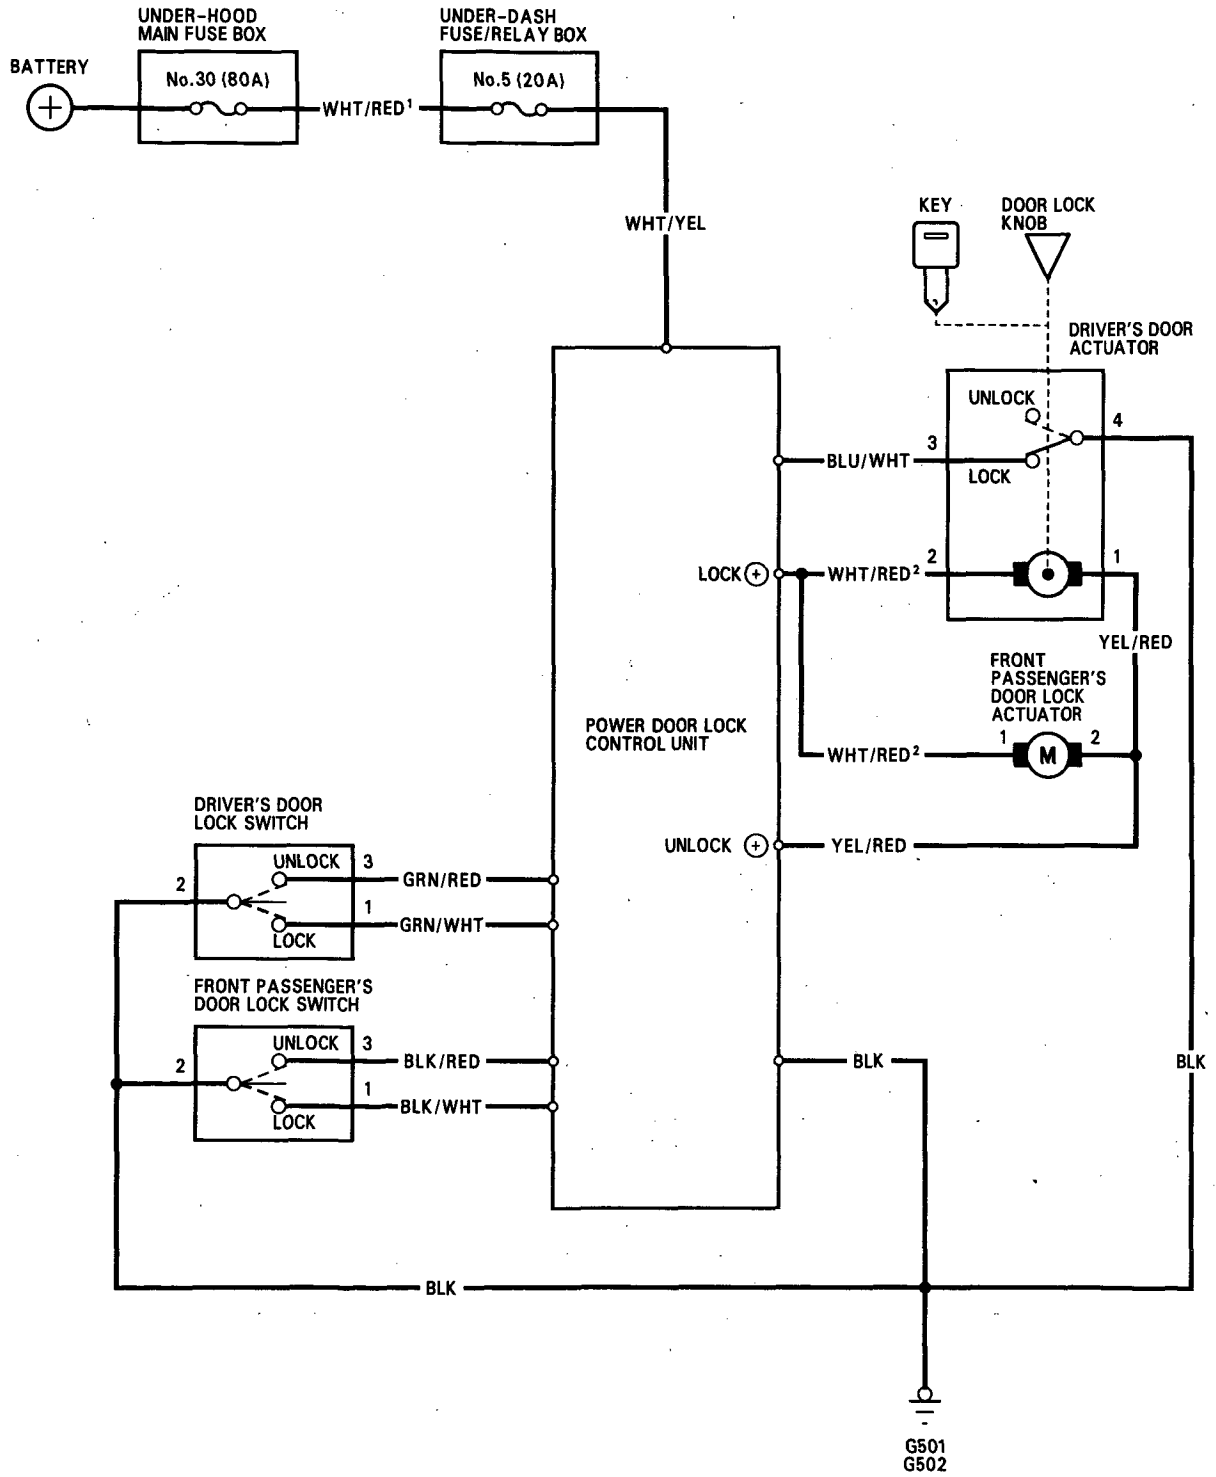 UNDER-HOOD
MAIN FUSE BOX
UNDER-DASH
FUSE/RELAY BOX
BATTERY
No.30 (80A)
No.5 (20A)
+
WHT/RED¹
WHT/YEL
KEY
DOOR LOCK
KNOB
DRIVER'S DOOR
ACTUATOR
UNLOCK
4
3
BLU/WHT
LOCK
LOCK +
WHT/RED²
2
1
YEL/RED
FRONT
PASSENGER'S
DOOR LOCK
ACTUATOR
POWER DOOR LOCK
CONTROL UNIT
WHT/RED²
1
M
2
UNLOCK +
YEL/RED
DRIVER'S DOOR
LOCK SWITCH
UNLOCK
3
GRN/RED
2
1
GRN/WHT
LOCK
FRONT PASSENGER'S
DOOR LOCK SWITCH
UNLOCK
3
BLK/RED
2
1
BLK/WHT
LOCK
BLK
BLK
BLK
G501
G502